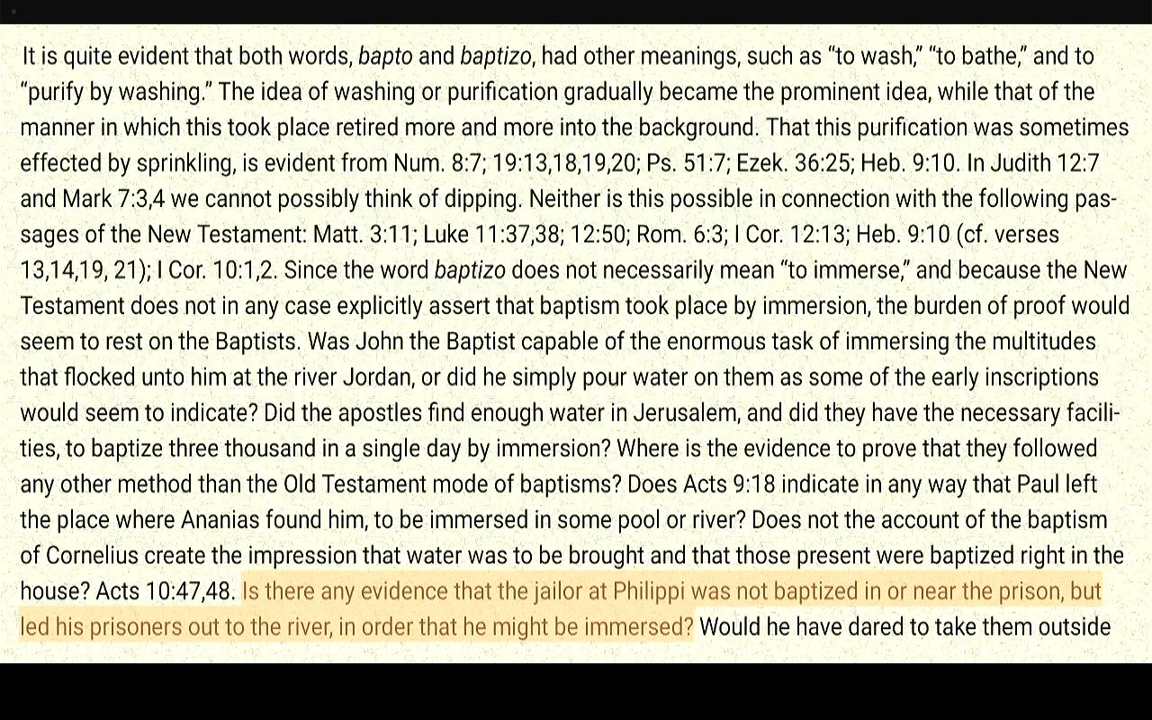 It is quite evident that both words, bapto and baptizo, had other meanings, such as “to wash,” “to bathe,” and to
“purify by washing.” The idea of washing or purification gradually became the prominent idea, while that of the
manner in which this took place retired more and more into the background. That this purification was sometimes
effected by sprinkling, is evident from Num. 8:7; 19:13,18,19,20; Ps. 51:7; Ezek. 36:25; Heb. 9:10. In Judith 12:7
and Mark 7:3,4 we cannot possibly think of dipping. Neither is this possible in connection with the following pas-
sages of the New Testament: Matt. 3:11; Luke 11:37,38; 12:50; Rom. 6:3; I Cor. 12:13; Heb. 9:10 (cf. verses
13,14,19, 21); I Cor. 10:1,2. Since the word baptizo does not necessarily mean “to immerse,” and because the New
Testament does not in any case explicitly assert that baptism took place by immersion, the burden of proof would
seem to rest on the Baptists. Was John the Baptist capable of the enormous task of immersing the multitudes
that flocked unto him at the river Jordan, or did he simply pour water on them as some of the early inscriptions
would seem to indicate? Did the apostles find enough water in Jerusalem, and did they have the necessary facili-
ties, to baptize three thousand in a single day by immersion? Where is the evidence to prove that they followed
any other method than the Old Testament mode of baptisms? Does Acts 9:18 indicate in any way that Paul left
the place where Ananias found him, to be immersed in some pool or river? Does not the account of the baptism
of Cornelius create the impression that water was to be brought and that those present were baptized right in the
house? Acts 10:47,48. Is there any evidence that the jailor at Philippi was not baptized in or near the prison, but
led his prisoners out to the river, in order that he might be immersed? Would he have dared to take them outside